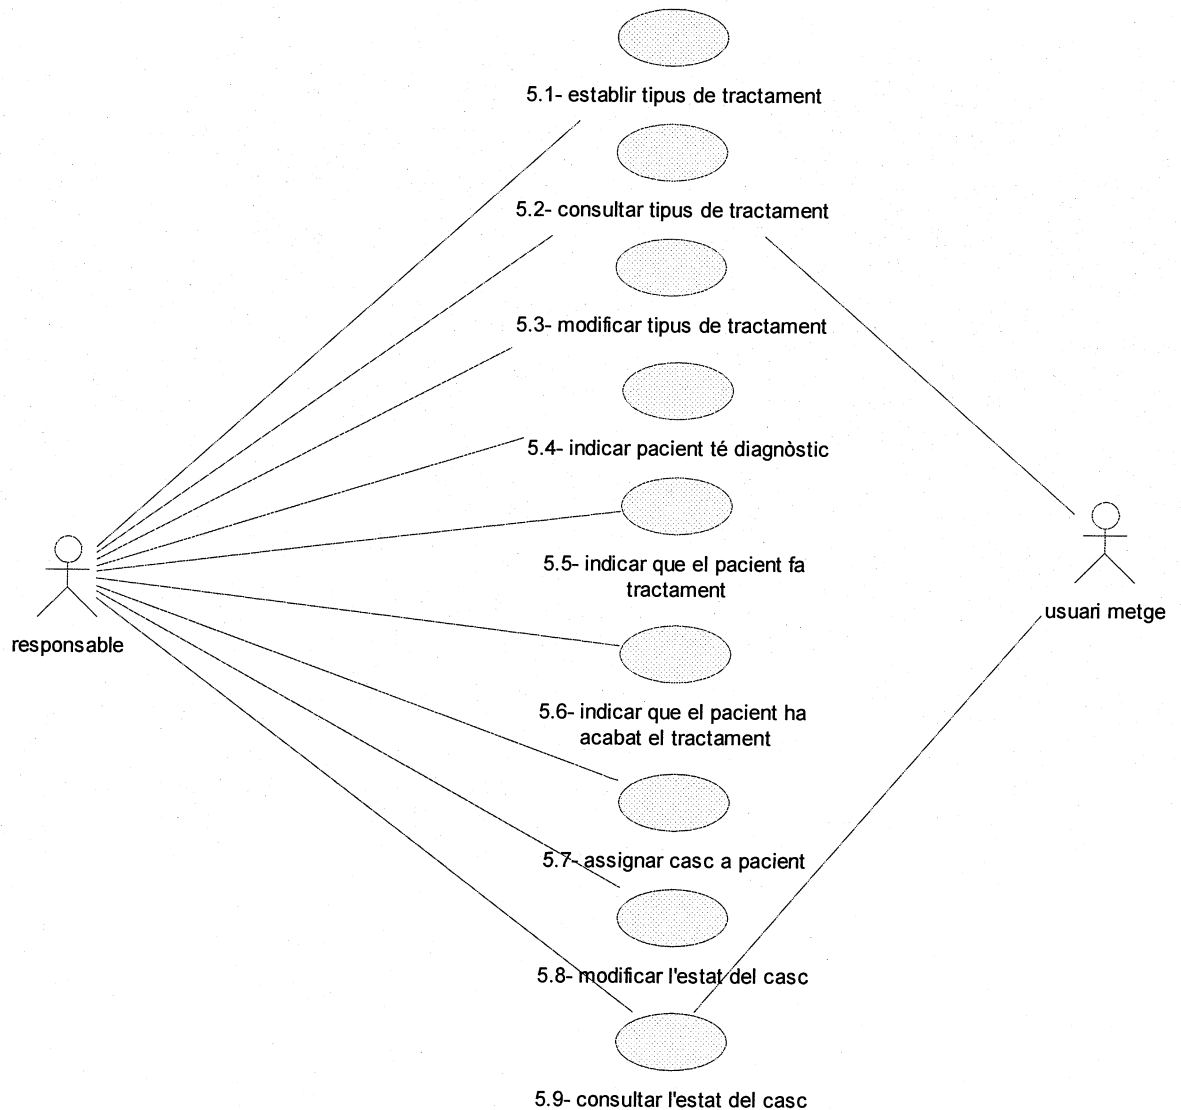 5.1- establir tipus de tractament
5.2- consultar tipus de tractament
5.3- modificar tipus de tractament
5.4- indicar pacient té diagnòstic
5.5- indicar que el pacient fa
tractament
usuari metge
responsable
5.6- indicar que el pacient ha
acabat el tractament
5.7- assignar casc a pacient
5.8- modificar l'estat del casc
5.9- consultar l'estat del casc